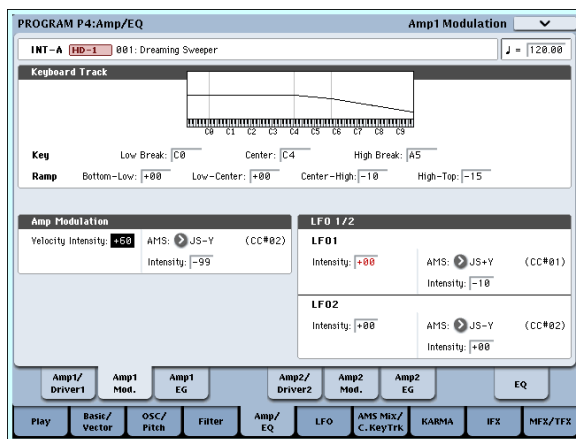 PROGRAM P4:Amp/EQ Amp1 Modulation
INT-A HD-1 001: Dreaming Sweeper ♩ = 120.00
Keyboard Track
C0 C1 C2 C3 C4 C5 C6 C7 C8 C9
Key Low Break: C0 Center: C4 High Break: A5
Ramp Bottom-Low: +00 Low-Center: +00 Center-High: -10 High-Top: -15
Amp Modulation
Velocity Intensity: +60 AMS: JS-Y (CC#02)
Intensity: -99
LFO 1/2
LFO1
Intensity: +00 AMS: JS+Y (CC#01)
Intensity: -10
LFO2
Intensity: +00 AMS: JS-Y (CC#02)
Intensity: +00
Amp1/ Driver1
Amp1 Mod.
Amp1 EG
Amp2/ Driver2
Amp2 Mod.
Amp2 EG
EQ
Play
Basic/ Vector
OSC/ Pitch
Filter
Amp/ EQ
LFO
AMS Mix/ C.KeyTrk
KARMA
IFX
MFX/TFX